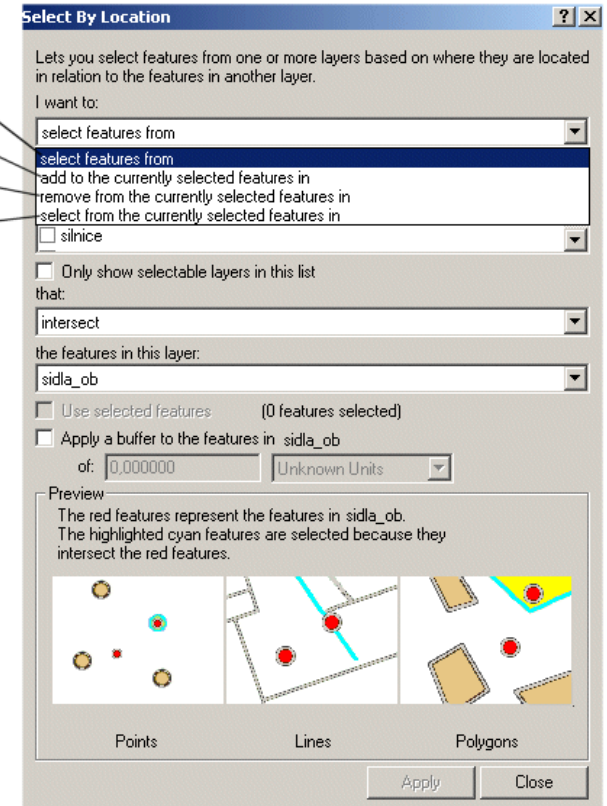 Select By Location
Lets you select features from one or more layers based on where they are located
in relation to the features in another layer.
I want to:
select features from
select features from
add to the currently selected features in
remove from the currently selected features in
select from the currently selected features in
silnice
Only show selectable layers in this list
that:
intersect
the features in this layer:
sidla_ob
Use selected features (0 features selected)
Apply a buffer to the features in sidla_ob
of: 0,000000 Unknown Units
Preview
The red features represent the features in sidla_ob.
The highlighted cyan features are selected because they
intersect the red features.
Points Lines Polygons
Apply Close